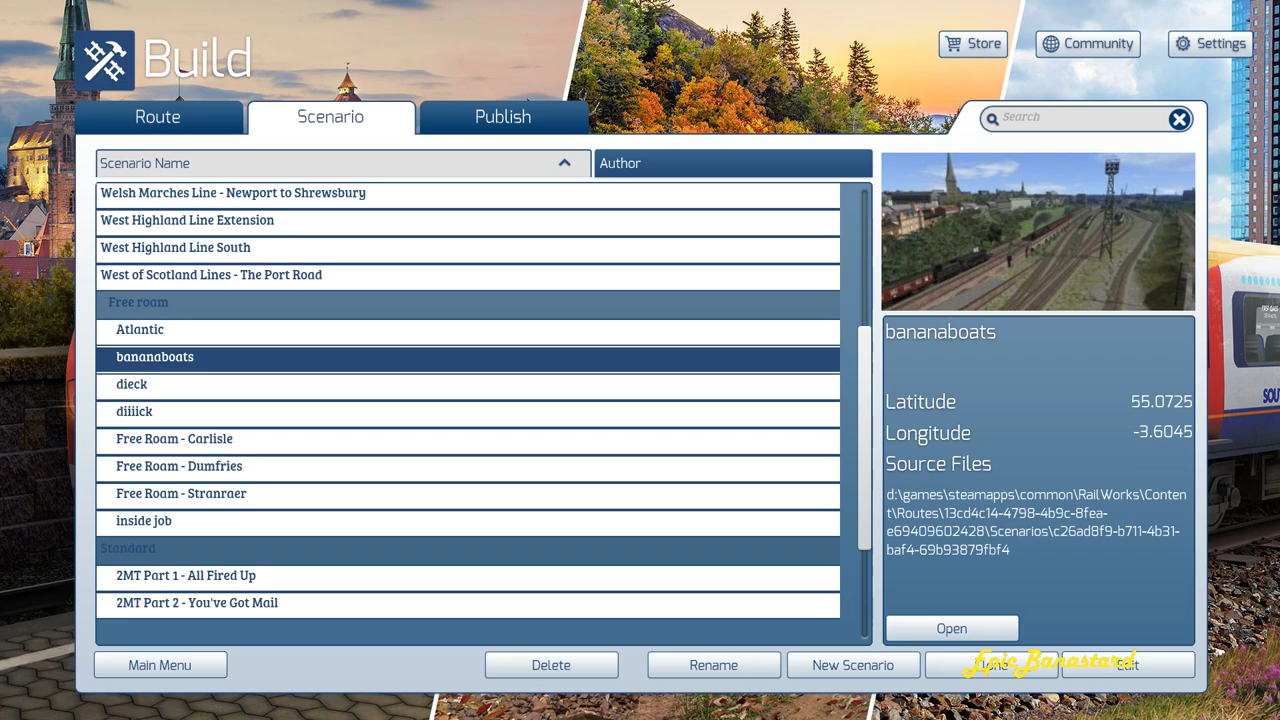 Build
Store
Community
Settings
Route
Scenario
Publish
Search
Scenario Name
Author
Welsh Marches Line - Newport to Shrewsbury
West Highland Line Extension
West Highland Line South
West of Scotland Lines - The Port Road
Free roam
Atlantic
bananaboats
dieck
diiiick
Free Roam - Carlisle
Free Roam - Dumfries
Free Roam - Stranraer
inside job
Standard
2MT Part 1 - All Fired Up
2MT Part 2 - You've Got Mail
bananaboats
Latitude 55.0725
Longitude -3.6045
Source Files
d:\games\steamapps\common\RailWorks\Conten
t\Routes\13cd4c14-4798-4b9c-8fea-
e69409602428\Scenarios\c26ad8f9-b711-4b31-
baf4-69b93879fbf4
Open
Main Menu
Delete
Rename
New Scenario
Edit
EpicBanastard